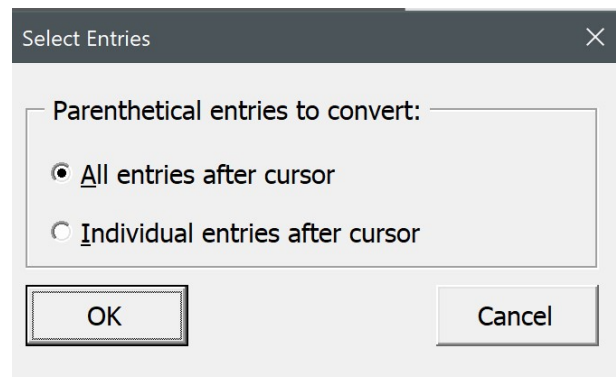 Select Entries
Parenthetical entries to convert:
All entries after cursor
Individual entries after cursor
OK
Cancel